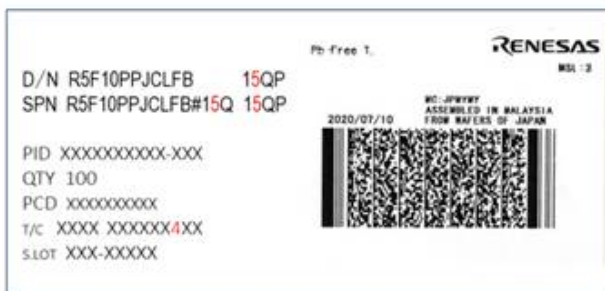 Pb-Free T.
RENESAS
MSL:3
D/N R5F10PPJCLFB 15QP
SPN R5F10PPJCLFB#15Q 15QP
MC:JPMYMY
ASSEMBLED IN MALAYSIA
2020/07/10 FROM WAFERS OF JAPAN
PID XXXXXXXXXX-XXX
QTY 100
PCD XXXXXXXXXX
T/C XXXX XXXXXX4XX
S.LOT XXX-XXXXX